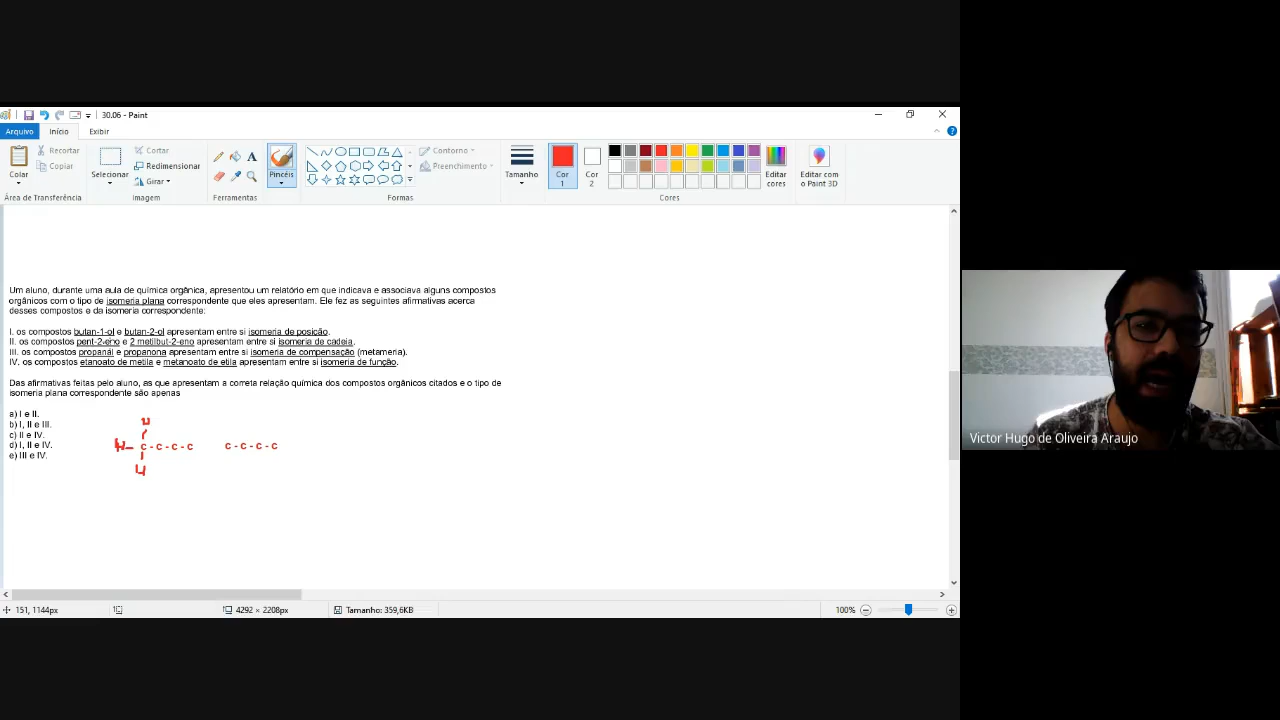 30.06 - Paint
Arquivo Início Exibir
Colar
Recortar
Copiar
Área de Transferência
Selecionar
Cortar
Redimensionar
Girar
Imagem
Ferramentas
Pincéis
Contorno
Preenchimento
Formas
Tamanho
Cor 1
Cor 2
Editar cores
Editar com o Paint 3D
Cores
Um aluno, durante uma aula de química orgânica, apresentou um relatório em que indicava e associava alguns compostos
orgânicos com o tipo de isomeria plana correspondente que eles apresentam. Ele fez as seguintes afirmativas acerca
desses compostos e da isomeria correspondente:
I. os compostos butan-1-ol e butan-2-ol apresentam entre si isomeria de posição.
II. os compostos pent-2-eno e 2 metilbut-2-eno apresentam entre si isomeria de cadeia.
III. os compostos propanal e propanona apresentam entre si isomeria de compensação (metameria).
IV. os compostos etanoato de metila e metanoato de etila apresentam entre si isomeria de função.
Das afirmativas feitas pelo aluno, as que apresentam a correta relação química dos compostos orgânicos citados e o tipo de
isomeria plana correspondente são apenas
a) I e II.
b) I, II e III.
c) II e IV.
d) I, II e IV.
e) III e IV.
H
H - C - C - C - C C - C - C - C
H
151, 1144px 4292 × 2208px Tamanho: 359,6KB 100%
Victor Hugo de Oliveira Araujo